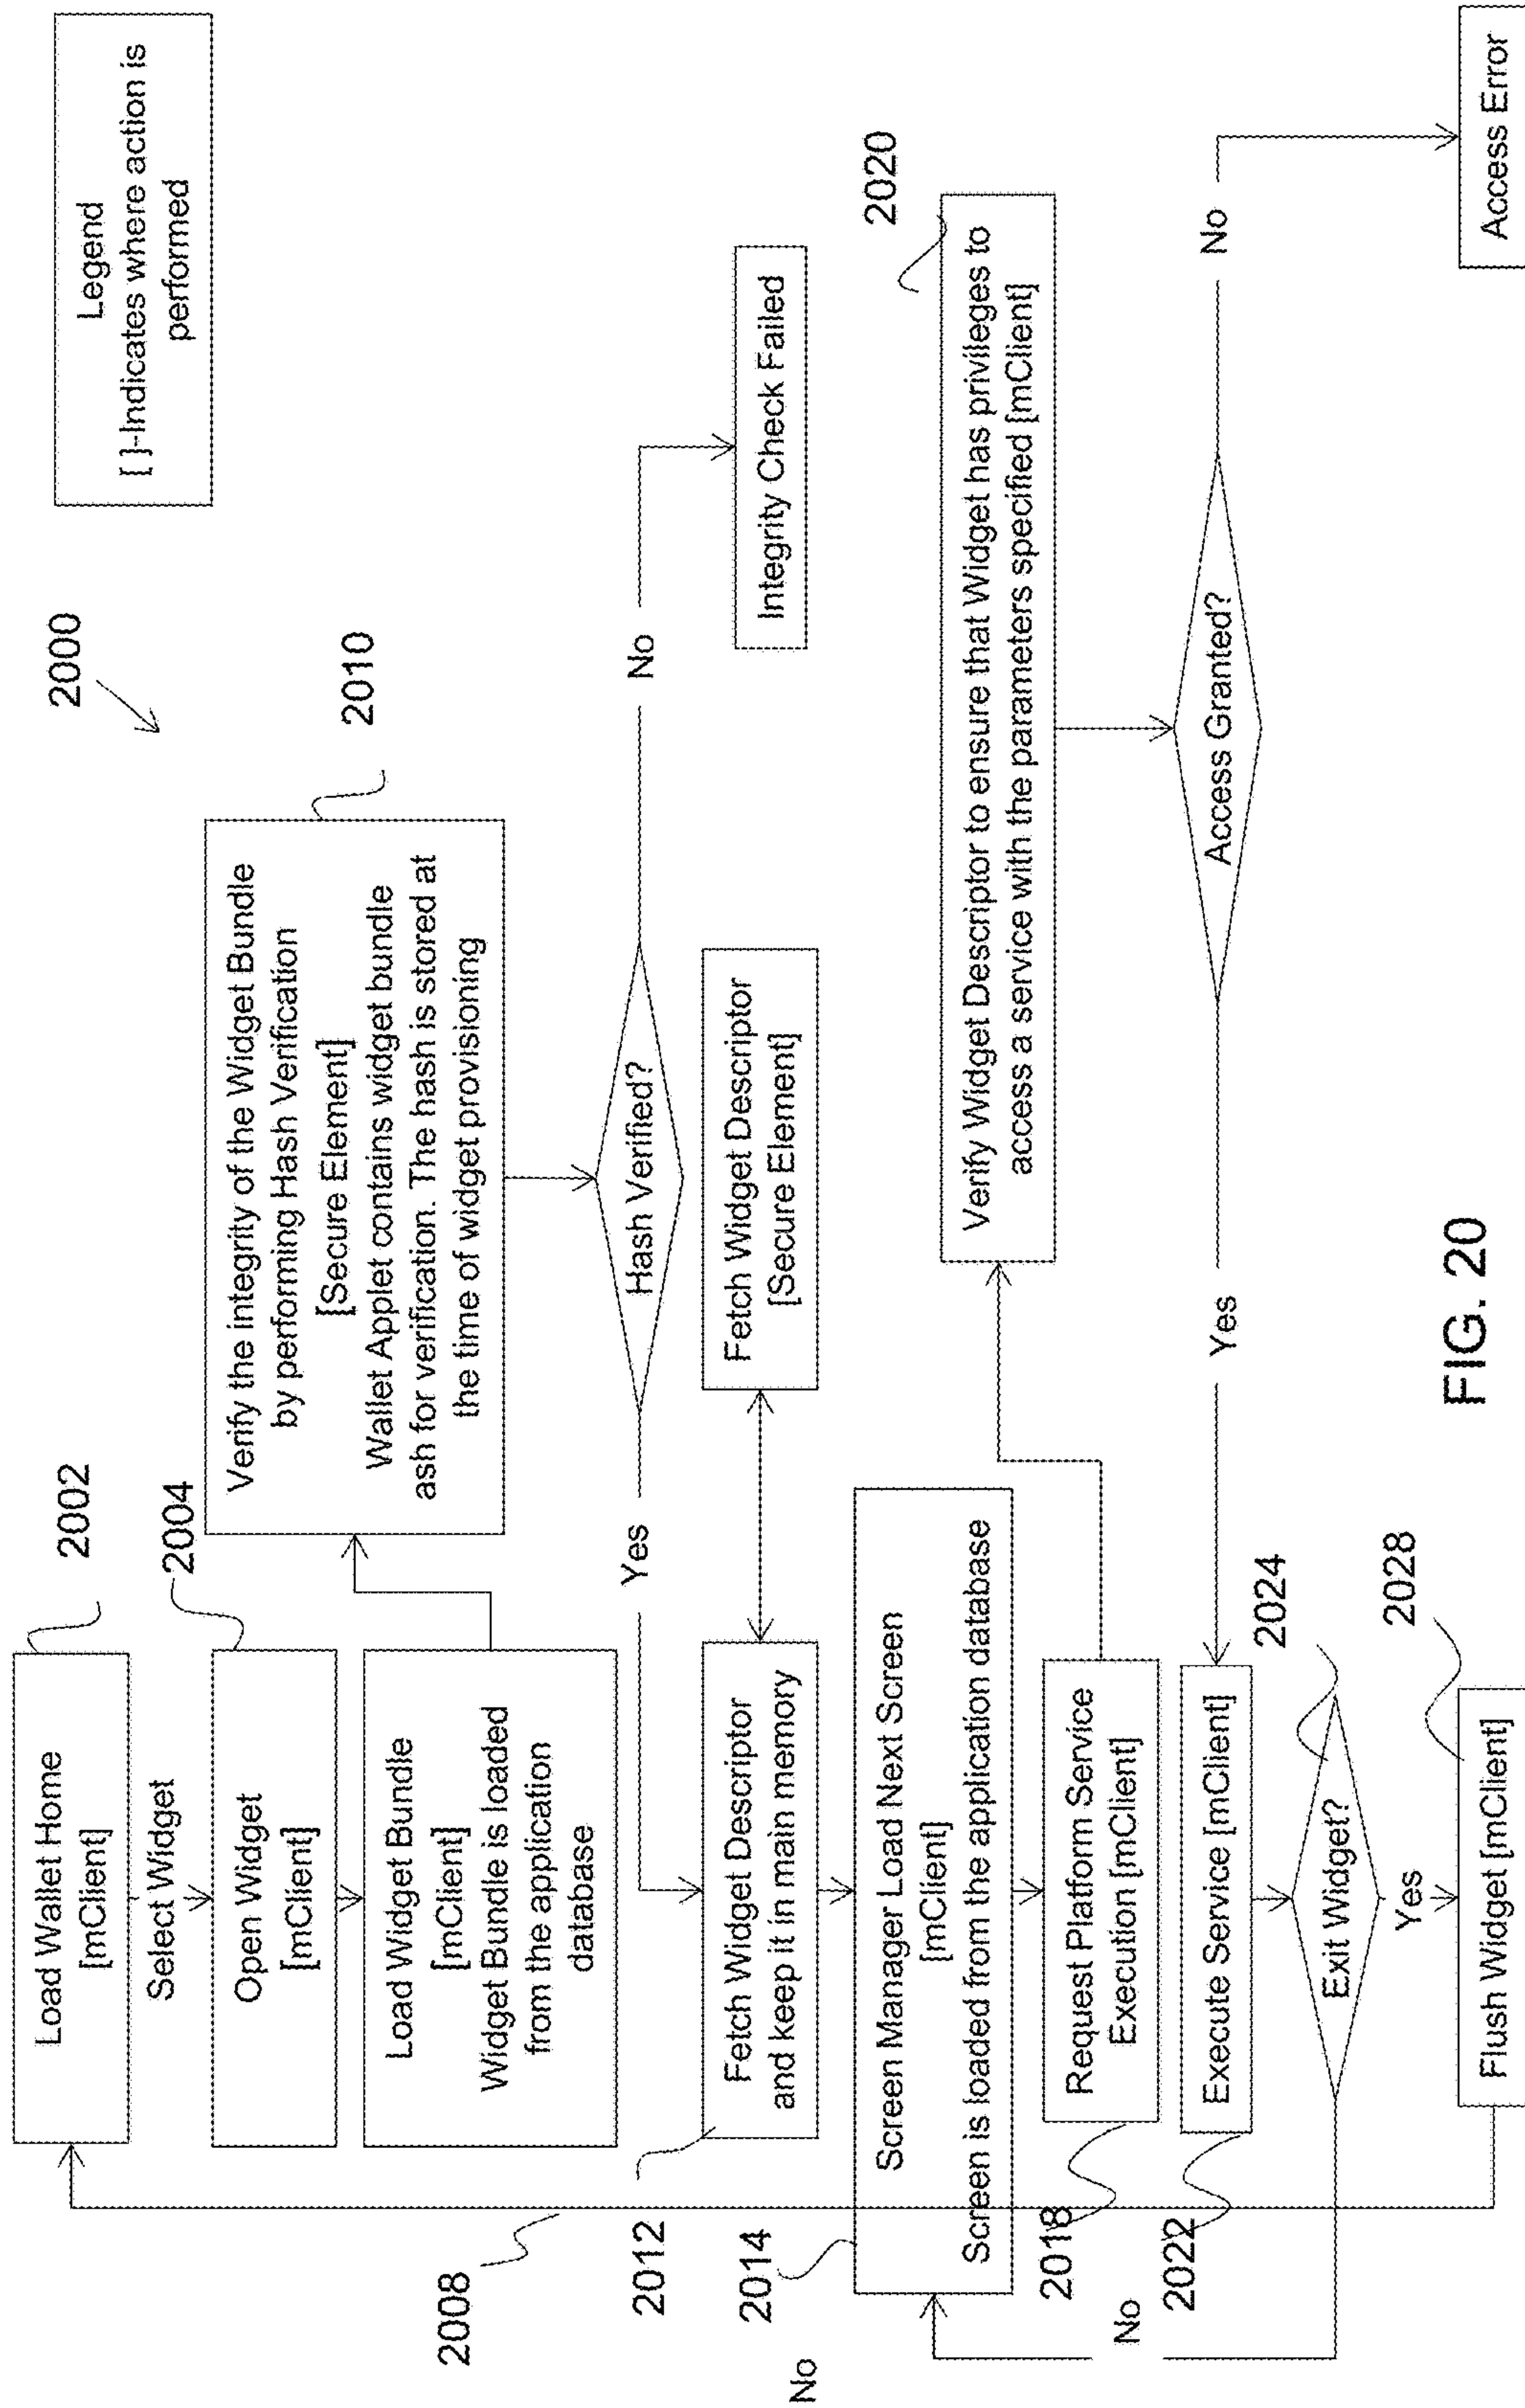 2000
Legend
[ ]-Indicates where action is
performed
2002
Load Wallet Home
[mClient]
Select Widget
2004
Open Widget
[mClient]
Load Widget Bundle
[mClient]
Widget Bundle is loaded
from the application
database
2008
2010
Verify the integrity of the Widget Bundle
by performing Hash Verification
[Secure Element]
Wallet Applet contains widget bundle
ash for verification. The hash is stored at
the time of widget provisioning
Hash Verified?
Yes
No
Integrity Check Failed
2012
Fetch Widget Descriptor
and keep it in main memory
Fetch Widget Descriptor
[Secure Element]
2014
Screen Manager Load Next Screen
[mClient]
Screen is loaded from the application database
No
2018
Request Platform Service
Execution [mClient]
2020
Verify Widget Descriptor to ensure that Widget has privileges to
access a service with the parameters specified [mClient]
Access Granted?
Yes
No
Access Error
2022
Execute Service [mClient]
2024
Exit Widget?
No
Yes
2028
Flush Widget [mClient]
FIG. 20